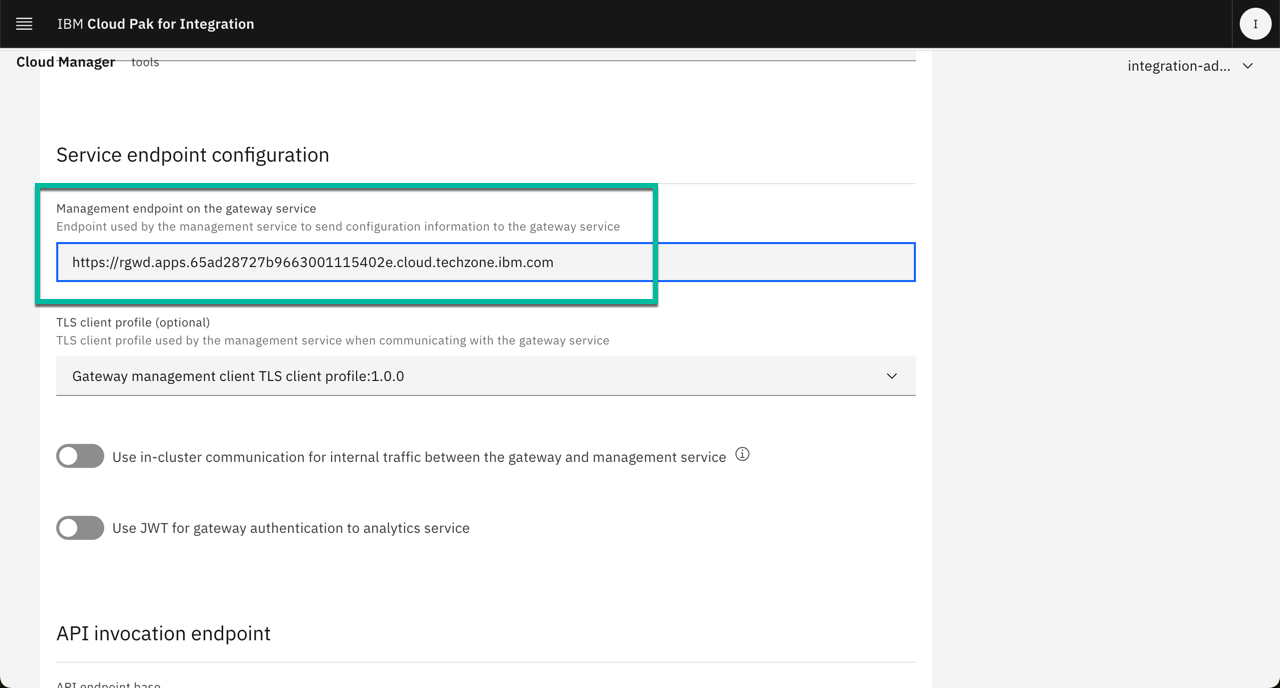 IBM Cloud Pak for Integration
I
Cloud Manager tools
integration-ad...
Service endpoint configuration
Management endpoint on the gateway service
Endpoint used by the management service to send configuration information to the gateway service
https://rgwd.apps.65ad28727b9663001115402e.cloud.techzone.ibm.com
TLS client profile (optional)
TLS client profile used by the management service when communicating with the gateway service
Gateway management client TLS client profile:1.0.0
Use in-cluster communication for internal traffic between the gateway and management service
Use JWT for gateway authentication to analytics service
API invocation endpoint
API endpoint base